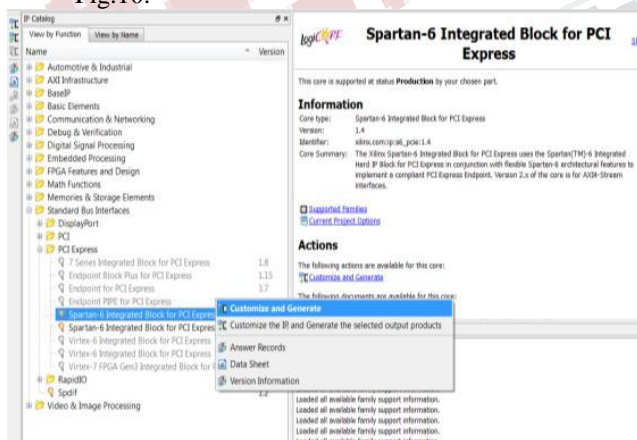 Fig.10.
IP Catalog
View by Function View by Name
Name Version
Automotive & Industrial
AXI Infrastructure
BaseIP
Basic Elements
Communication & Networking
Debug & Verification
Digital Signal Processing
Embedded Processing
FPGA Features and Design
Math Functions
Memories & Storage Elements
Standard Bus Interfaces
DisplayPort
PCI
PCI Express
7 Series Integrated Block for PCI Express 1.8
Endpoint Block Plus for PCI Express 1.15
Endpoint for PCI Express 3.7
Endpoint PIPE for PCI Express
Spartan-6 Integrated Block for PCI Express
Spartan-6 Integrated Block for PCI Expres
Virtex-6 Integrated Block for PCI Express
Virtex-6 Integrated Block for PCI Express
Virtex-7 FPGA Gen3 Integrated Block for
RapidIO
Spdif 1.2
Video & Image Processing
Customize and Generate
Customize the IP and Generate the selected output products
Answer Records
Data Sheet
Version Information
logiCORE
Spartan-6 Integrated Block for PCI
Express
This core is supported at status Production by your chosen part.
Information
Core type: Spartan-6 Integrated Block for PCI Express
Version: 1.4
Identifier: xilinx.com:ip:s6_pcie:1.4
Core Summary: The Xilinx Spartan-6 Integrated Block for PCI Express uses the Spartan(TM)-6 Integrated
Hard IP Block for PCI Express in conjunction with flexible Spartan-6 architectural features to
implement a compliant PCI Express Endpoint. Version 2.x of the core is for AXI4-Stream
interfaces.
Supported Families
Current Project Options
Actions
The following actions are available for this core:
Customize and Generate
The following documents are available for this core:
Loaded all available family support information.
Loaded all available family support information.
Loaded all available family support information.
Loaded all available family support information.